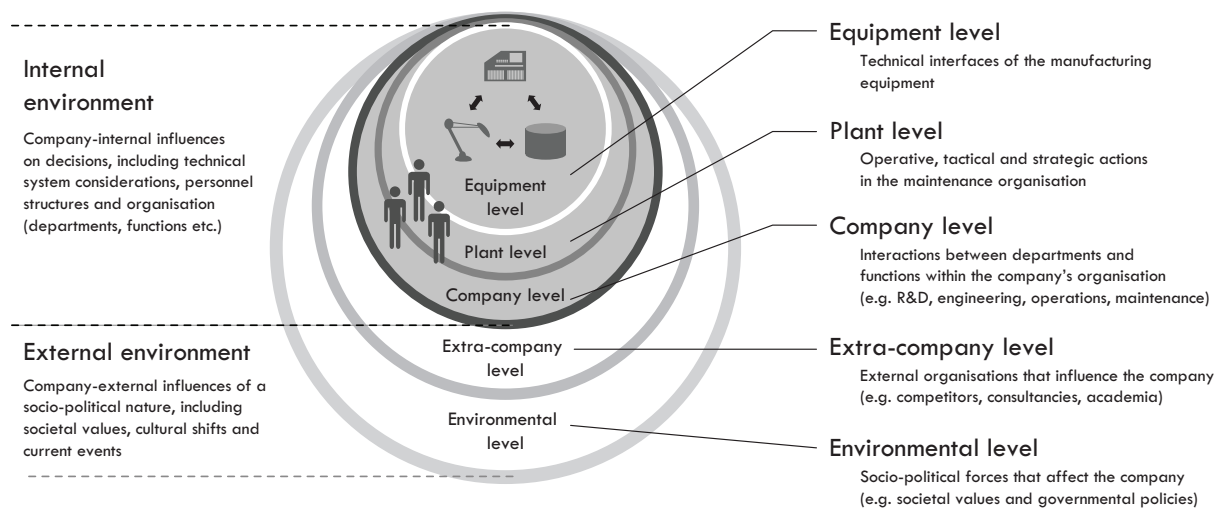 Internal
environment
Company-internal influences
on decisions, including technical
system considerations, personnel
structures and organisation
(departments, functions etc.)
External environment
Company-external influences of a
socio-political nature, including
societal values, cultural shifts and
current events
Equipment
level
Plant level
Company level
Extra-company
level
Environmental
level
Equipment level
Technical interfaces of the manufacturing
equipment
Plant level
Operative, tactical and strategic actions
in the maintenance organisation
Company level
Interactions between departments and
functions within the company's organisation
(e.g. R&D, engineering, operations, maintenance)
Extra-company level
External organisations that influence the company
(e.g. competitors, consultancies, academia)
Environmental level
Socio-political forces that affect the company
(e.g. societal values and governmental policies)